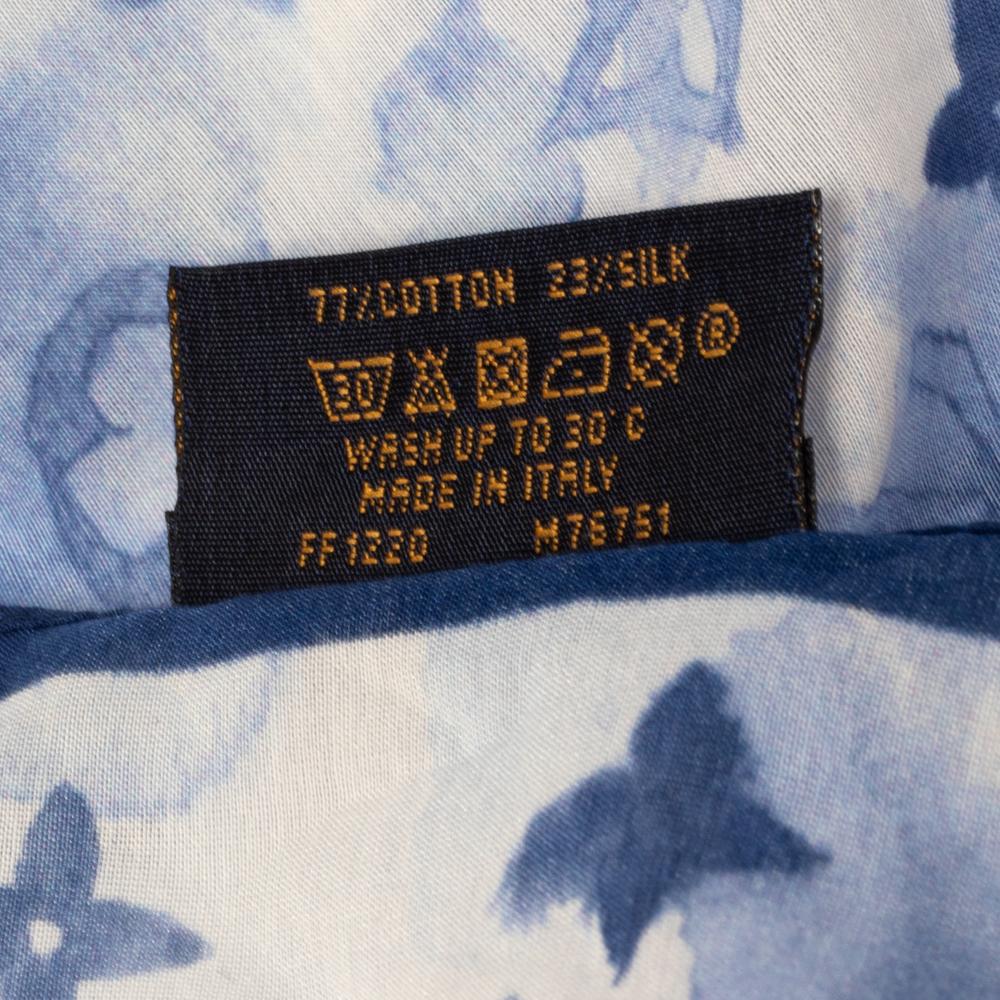 77%COTTON 23%SILK
30 ®
WASH UP TO 30°C
MADE IN ITALY
FF1220 M76751